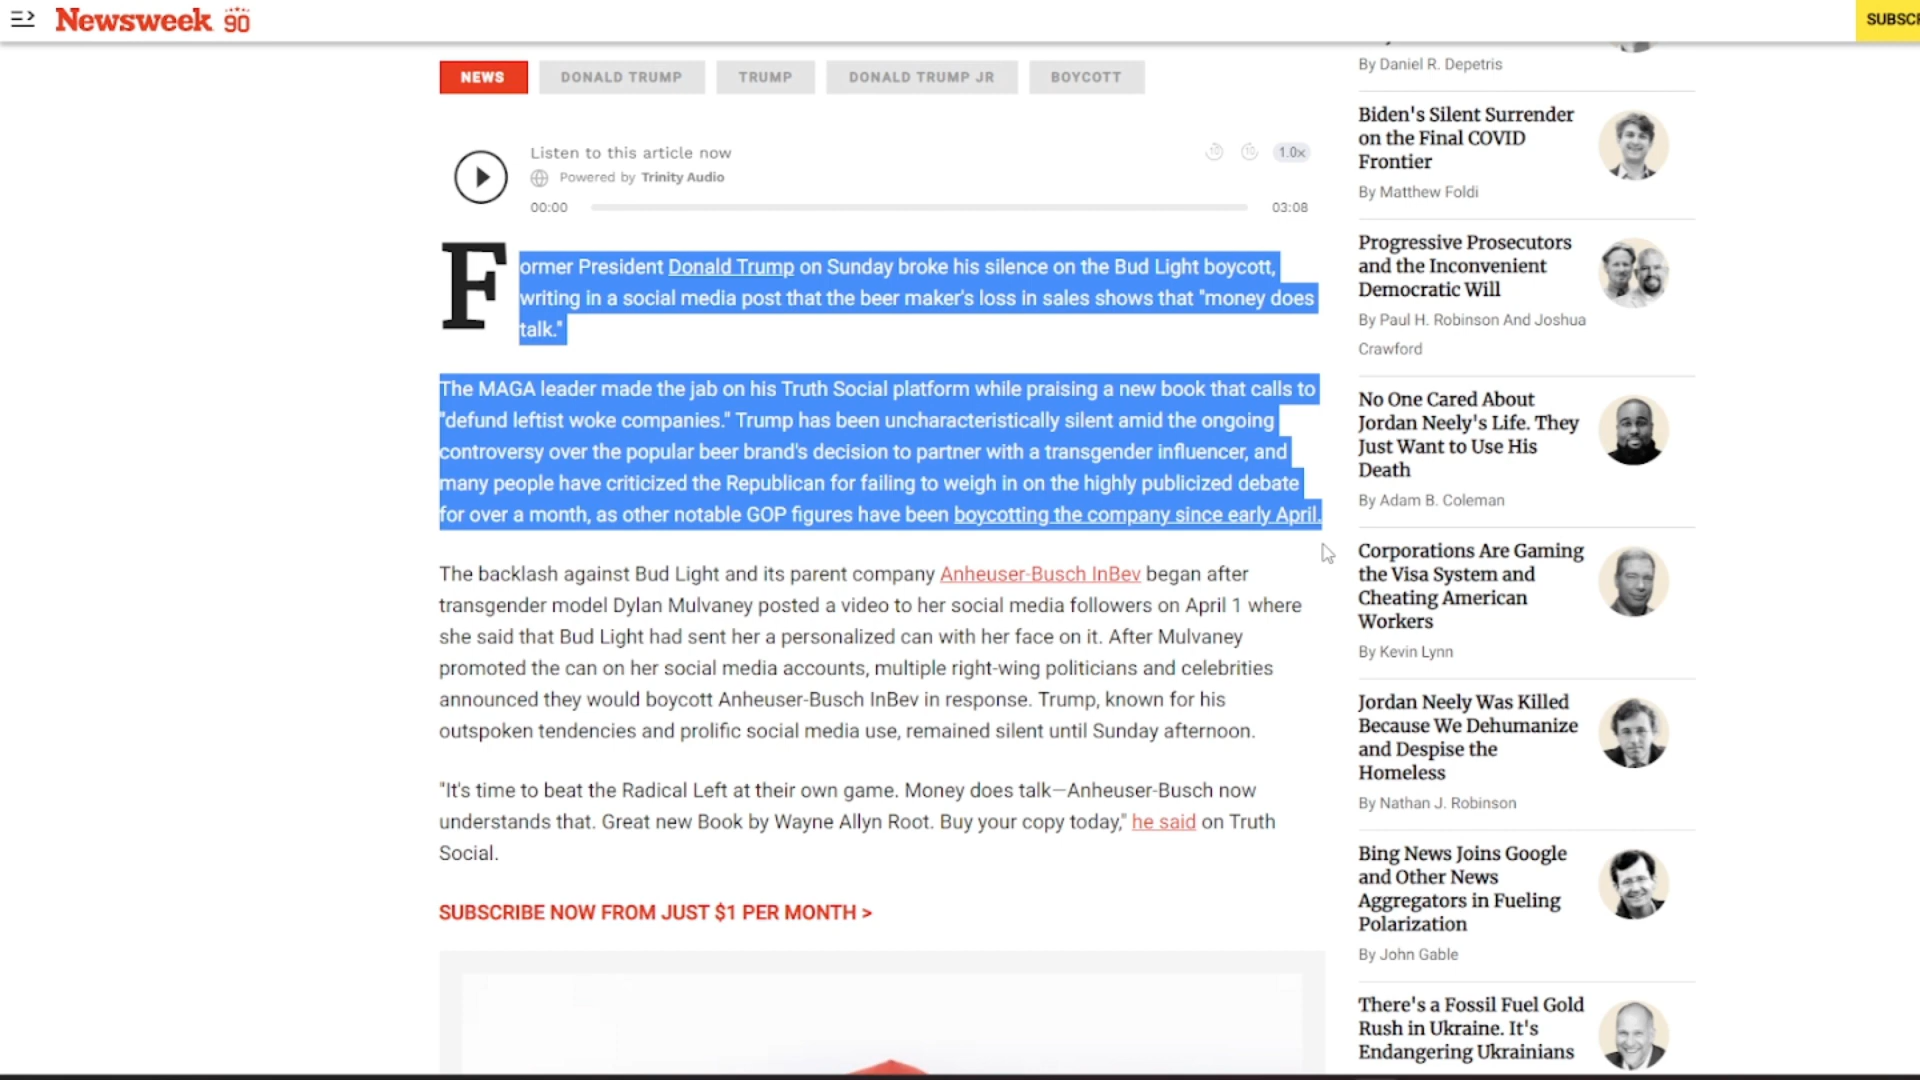 Newsweek 90
SUBSCR
NEWS
DONALD TRUMP
TRUMP
DONALD TRUMP JR
BOYCOTT
Listen to this article now
Powered by Trinity Audio
10
10
1.0x
00:00
03:08
Former President Donald Trump on Sunday broke his silence on the Bud Light boycott,
writing in a social media post that the beer maker's loss in sales shows that "money does
talk."
The MAGA leader made the jab on his Truth Social platform while praising a new book that calls to
"defund leftist woke companies." Trump has been uncharacteristically silent amid the ongoing
controversy over the popular beer brand's decision to partner with a transgender influencer, and
many people have criticized the Republican for failing to weigh in on the highly publicized debate
for over a month, as other notable GOP figures have been boycotting the company since early April.
The backlash against Bud Light and its parent company Anheuser-Busch InBev began after
transgender model Dylan Mulvaney posted a video to her social media followers on April 1 where
she said that Bud Light had sent her a personalized can with her face on it. After Mulvaney
promoted the can on her social media accounts, multiple right-wing politicians and celebrities
announced they would boycott Anheuser-Busch InBev in response. Trump, known for his
outspoken tendencies and prolific social media use, remained silent until Sunday afternoon.
"It's time to beat the Radical Left at their own game. Money does talk—Anheuser-Busch now
understands that. Great new Book by Wayne Allyn Root. Buy your copy today," he said on Truth
Social.
SUBSCRIBE NOW FROM JUST $1 PER MONTH >
By Daniel R. Depetris
Biden's Silent Surrender
on the Final COVID
Frontier
By Matthew Foldi
Progressive Prosecutors
and the Inconvenient
Democratic Will
By Paul H. Robinson And Joshua
Crawford
No One Cared About
Jordan Neely's Life. They
Just Want to Use His
Death
By Adam B. Coleman
Corporations Are Gaming
the Visa System and
Cheating American
Workers
By Kevin Lynn
Jordan Neely Was Killed
Because We Dehumanize
and Despise the
Homeless
By Nathan J. Robinson
Bing News Joins Google
and Other News
Aggregators in Fueling
Polarization
By John Gable
There's a Fossil Fuel Gold
Rush in Ukraine. It's
Endangering Ukrainians